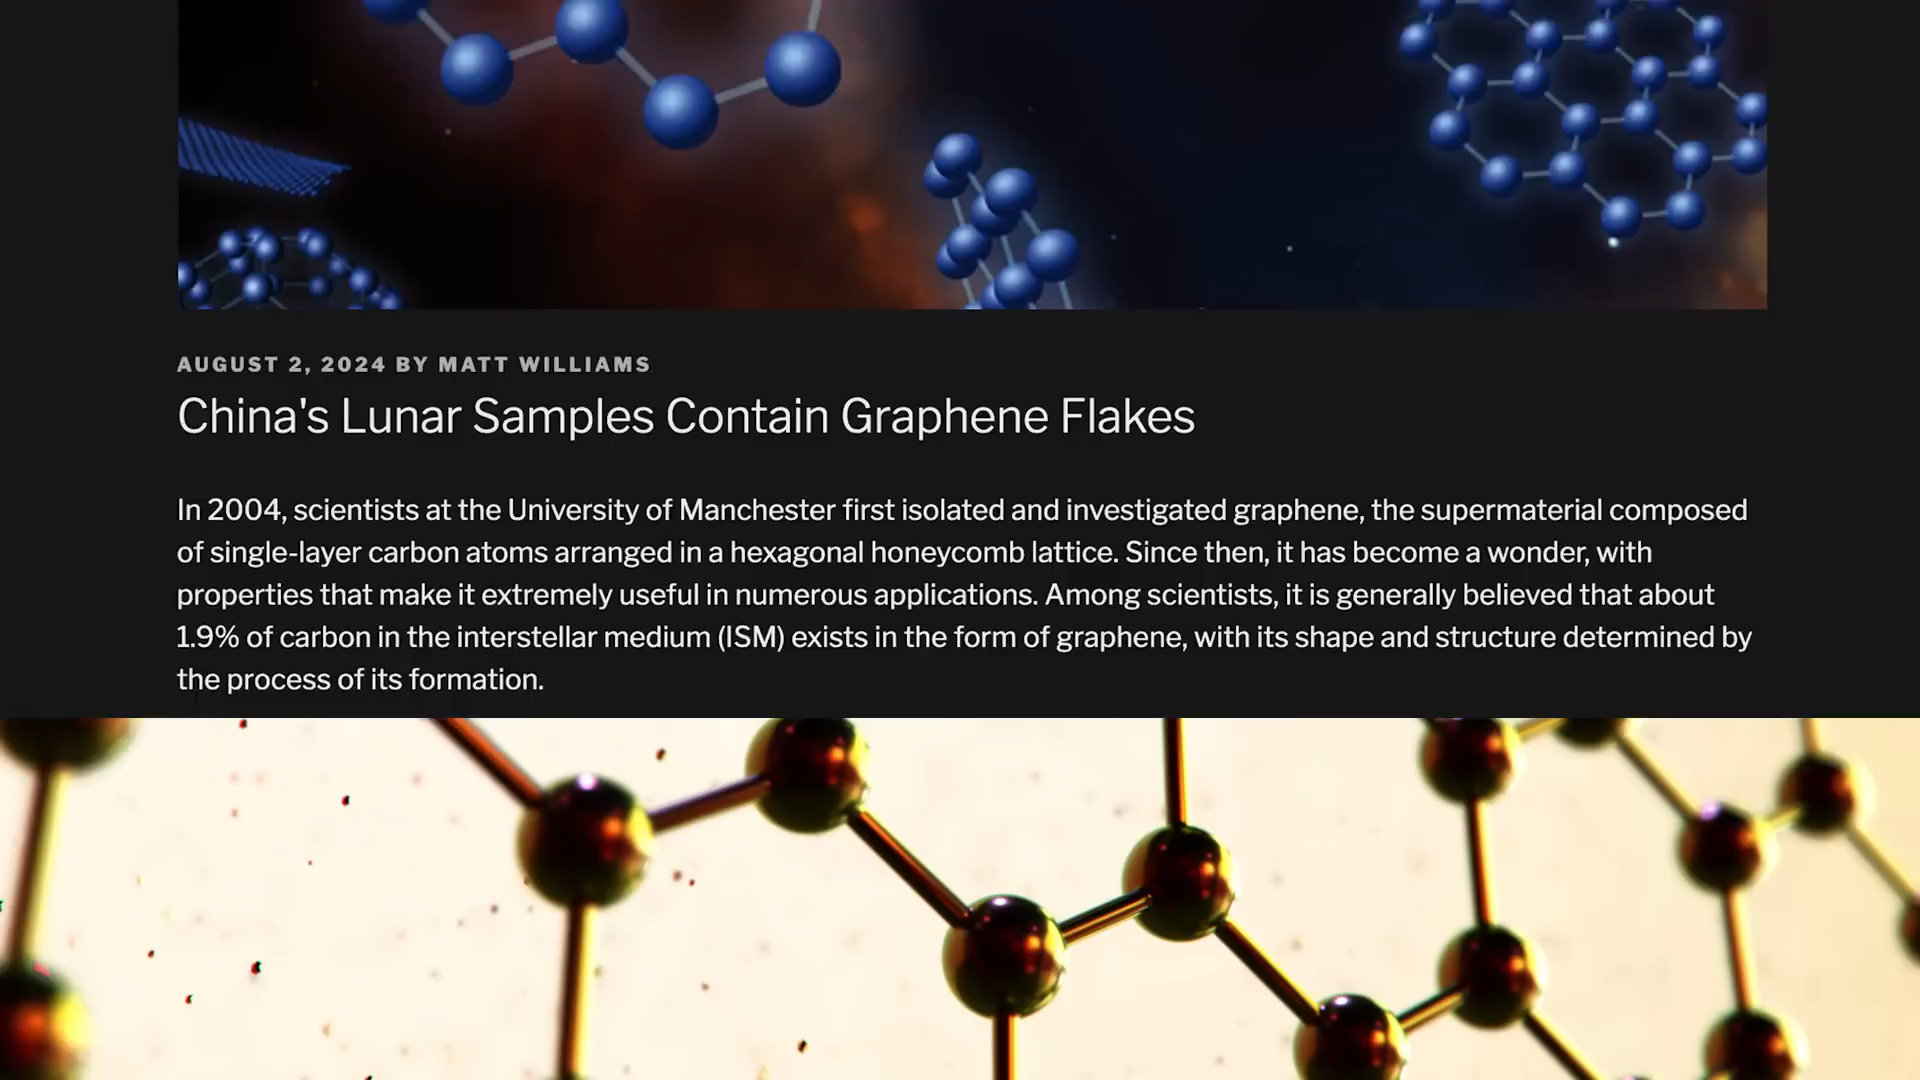 AUGUST 2, 2024 BY MATT WILLIAMS
China's Lunar Samples Contain Graphene Flakes
In 2004, scientists at the University of Manchester first isolated and investigated graphene, the supermaterial composed
of single-layer carbon atoms arranged in a hexagonal honeycomb lattice. Since then, it has become a wonder, with
properties that make it extremely useful in numerous applications. Among scientists, it is generally believed that about
1.9% of carbon in the interstellar medium (ISM) exists in the form of graphene, with its shape and structure determined by
the process of its formation.